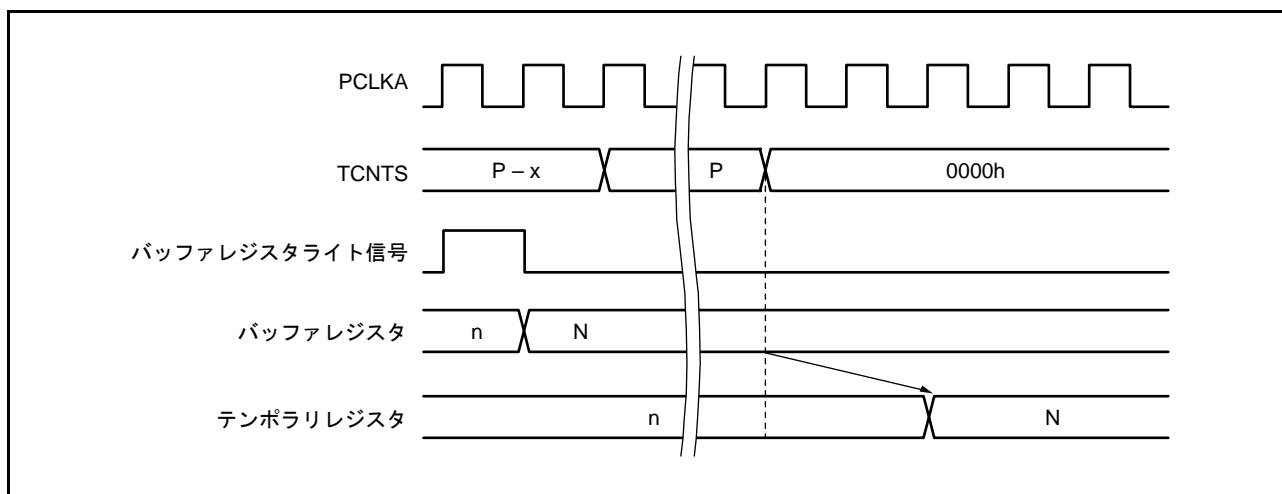 PCLKA
TCNTS P – x P 0000h
バッファレジスタライト信号
バッファレジスタ n N
テンポラリレジスタ n N